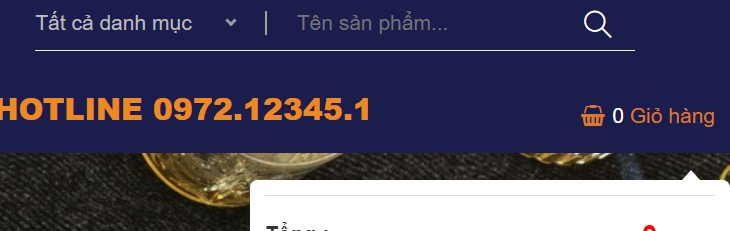 Tất cả danh mục
Tên sản phẩm...
HOTLINE 0972.12345.1
0 Giỏ hàng